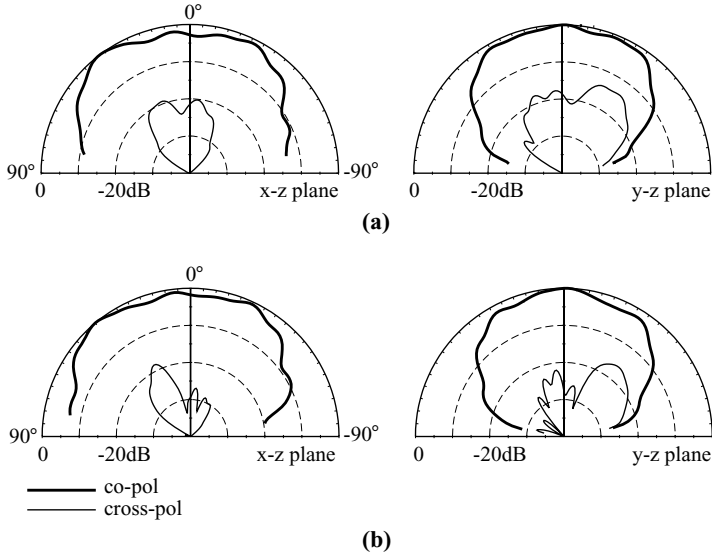 0°
90° -90°
0 -20dB x-z plane 0 -20dB y-z plane
(a)
0°
90° -90°
0 -20dB x-z plane 0 -20dB y-z plane
co-pol
cross-pol
(b)